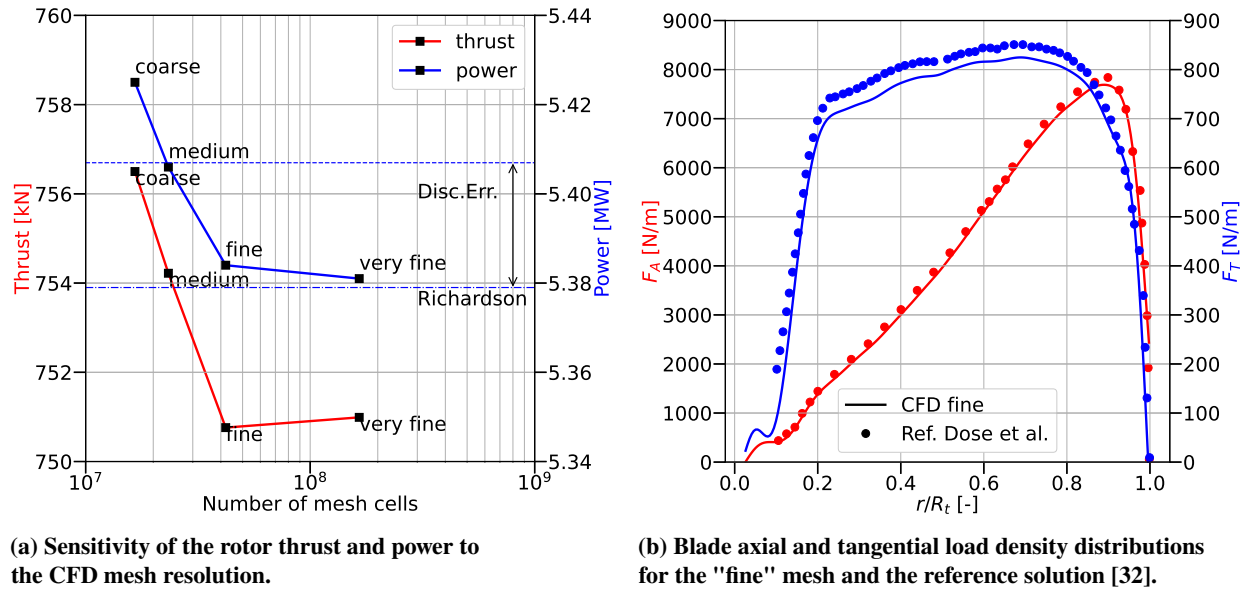 760
758
756
754
752
750
Thrust [kN]
10^7
10^8
10^9
Number of mesh cells
5.44
5.42
5.40
5.38
5.36
5.34
Power [MW]
thrust
power
coarse
medium
coarse
Disc.Err.
fine
very fine
medium
Richardson
fine
very fine
(a) Sensitivity of the rotor thrust and power to
the CFD mesh resolution.
9000
8000
7000
6000
5000
4000
3000
2000
1000
0
F_A [N/m]
0.0
0.2
0.4
0.6
0.8
1.0
r/R_t [-]
900
800
700
600
500
400
300
200
100
0
F_T [N/m]
CFD fine
Ref. Dose et al.
(b) Blade axial and tangential load density distributions
for the "fine" mesh and the reference solution [32].